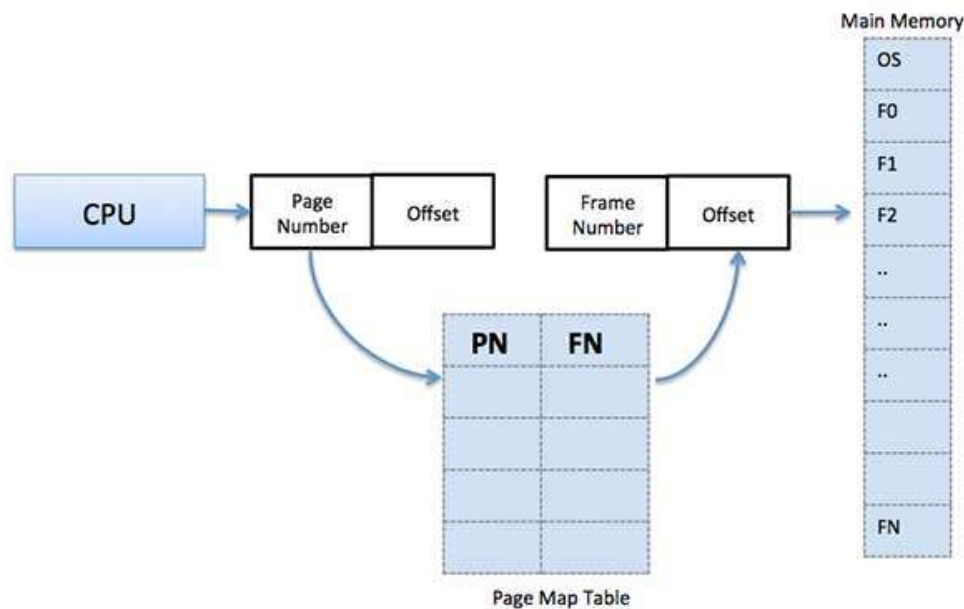 Main Memory
OS
F0
F1
F2
..
..
..
FN
CPU
Page
Number
Offset
Frame
Number
Offset
PN
FN
Page Map Table